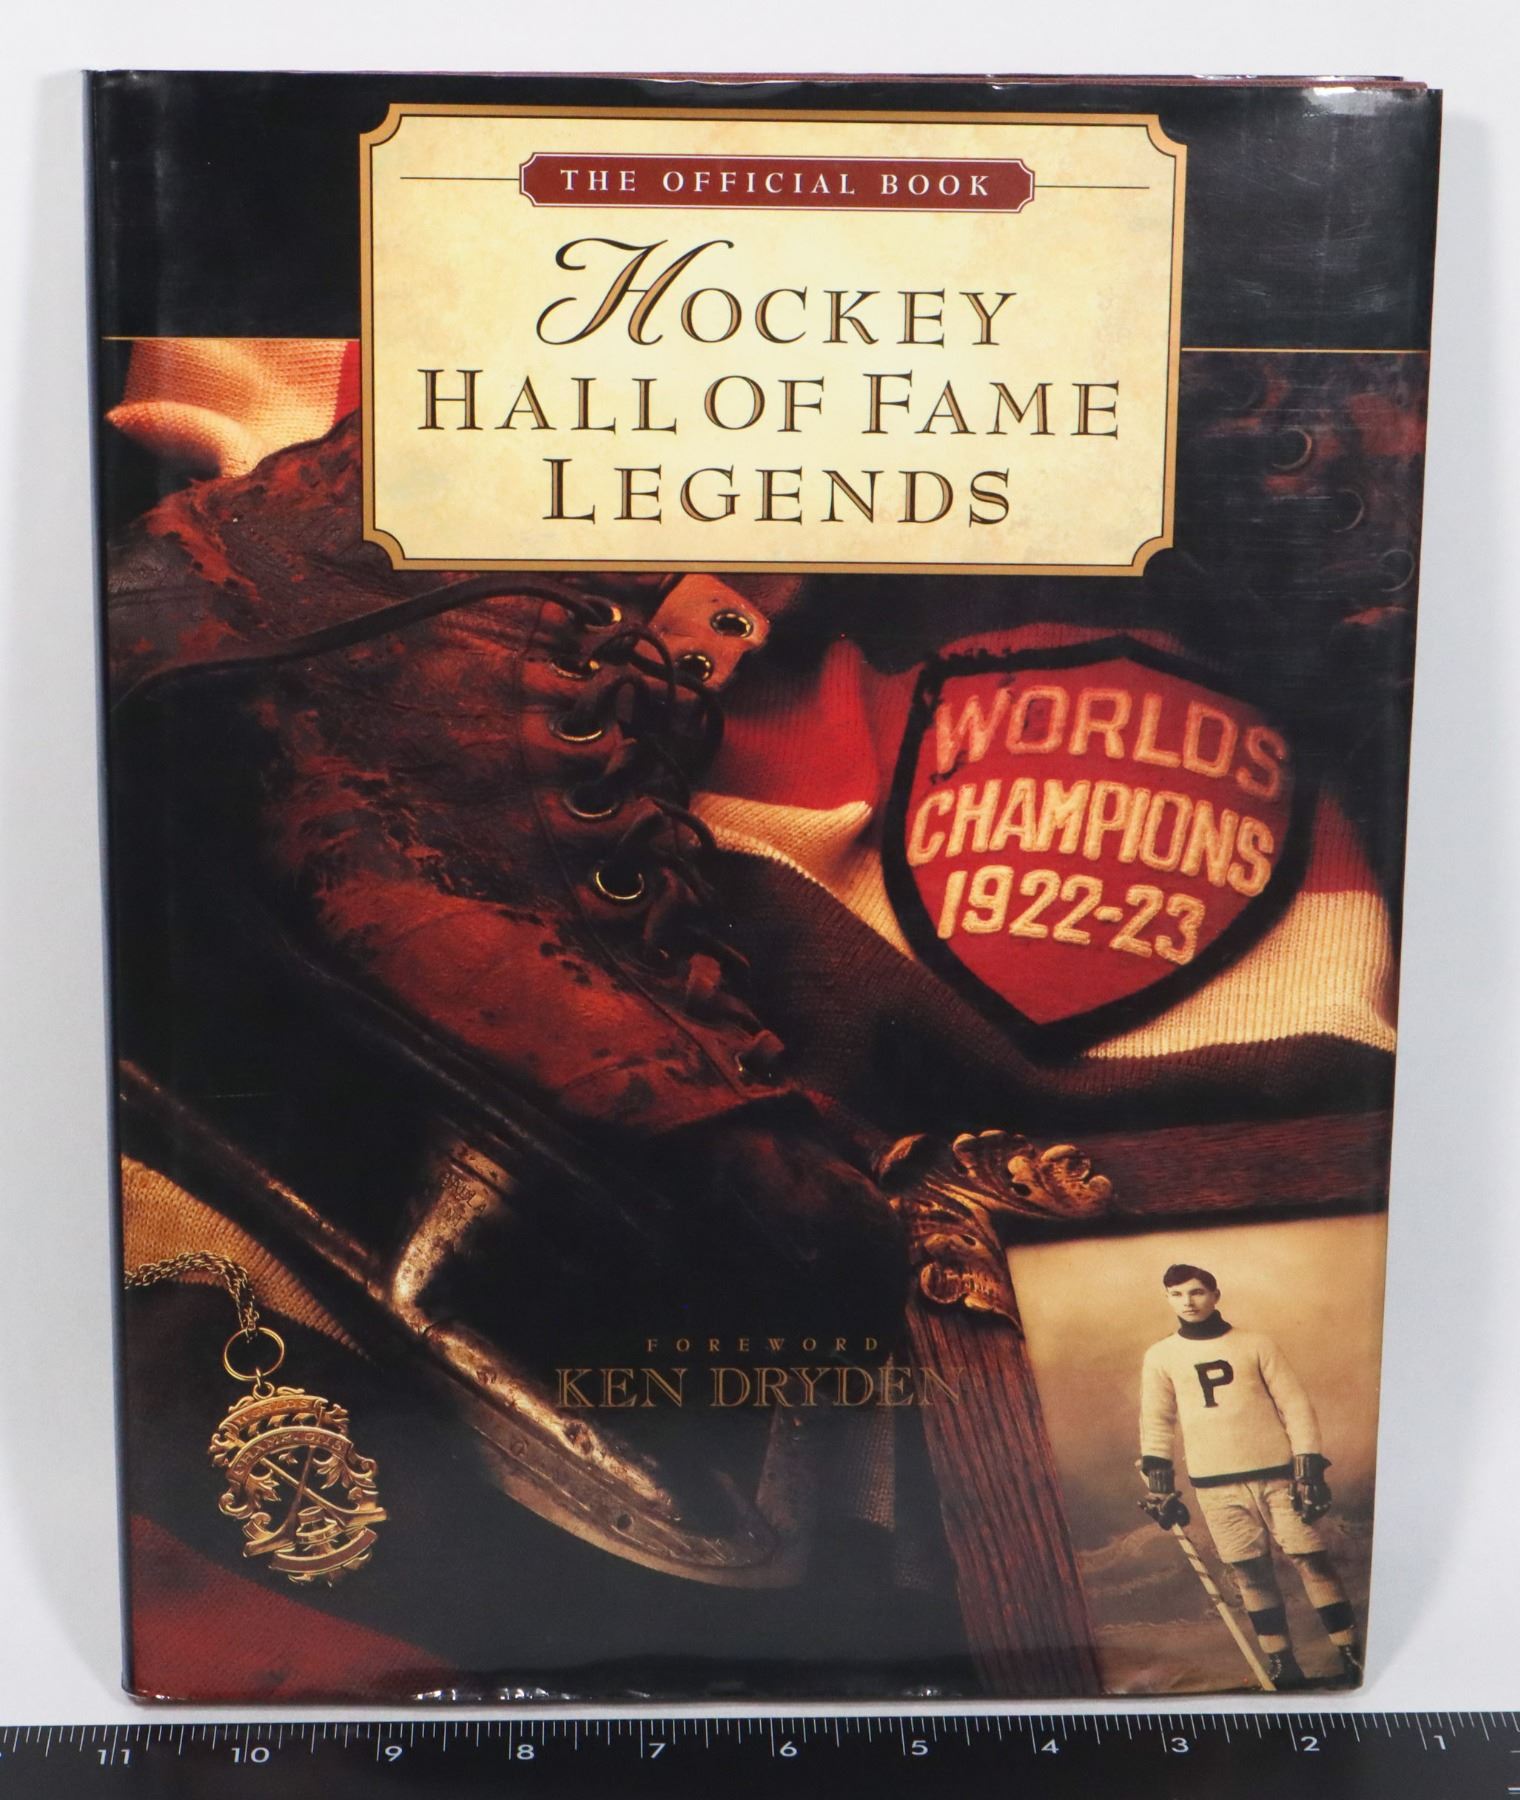 THE OFFICIAL BOOK
HOCKEY
HALL OF FAME
LEGENDS
WORLDS
CHAMPIONS
1922-23
FOREWORD
KEN DRYDEN
P
11 10 9 8 7 6 5 4 3 2 1